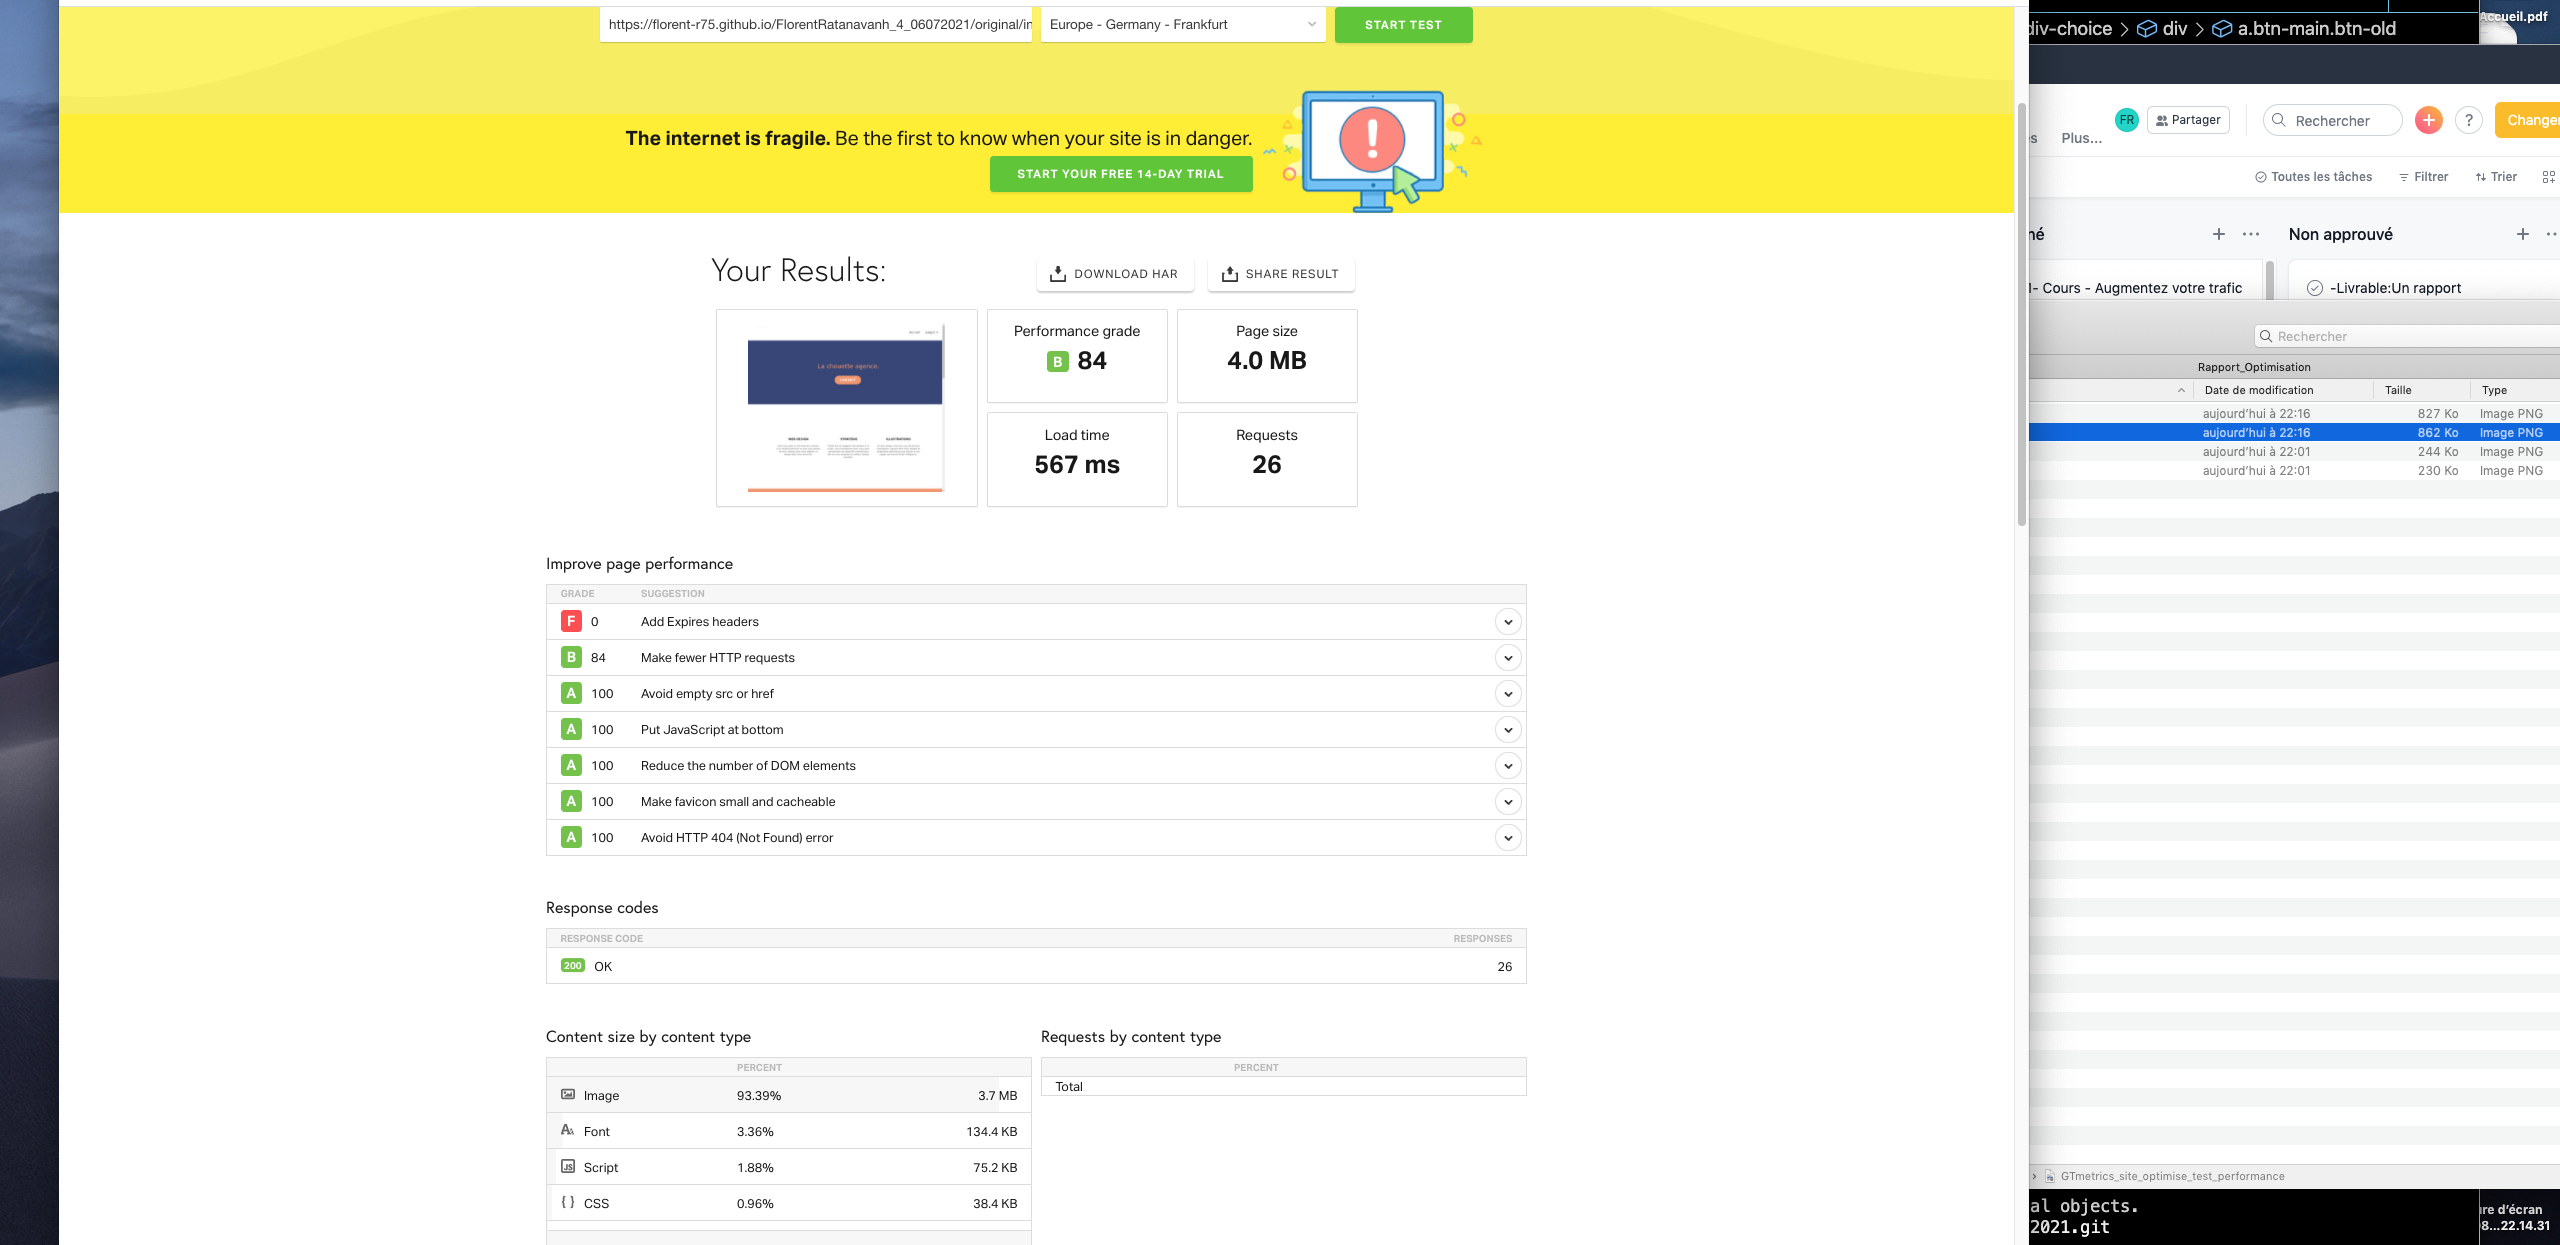 https://florent-r75.github.io/FlorentRatanavanh_4_06072021/original/in
Europe - Germany - Frankfurt
START TEST
The internet is fragile. Be the first to know when your site is in danger.
START YOUR FREE 14-DAY TRIAL
Your Results:
DOWNLOAD HAR
SHARE RESULT
La chouette agence.
WEB DESIGN
STRATÉGIE
ILLUSTRATIONS
Performance grade
B 84
Page size
4.0 MB
Load time
567 ms
Requests
26
Improve page performance
GRADE SUGGESTION
F 0 Add Expires headers
B 84 Make fewer HTTP requests
A 100 Avoid empty src or href
A 100 Put JavaScript at bottom
A 100 Reduce the number of DOM elements
A 100 Make favicon small and cacheable
A 100 Avoid HTTP 404 (Not Found) error
Response codes
RESPONSE CODE RESPONSES
200 OK 26
Content size by content type
PERCENT
Image 93.39% 3.7 MB
Font 3.36% 134.4 KB
JS Script 1.88% 75.2 KB
{ } CSS 0.96% 38.4 KB
Requests by content type
PERCENT
Total
div-choice > div > a.btn-main.btn-old
Accueil.pdf
s Plus...
FR
Partager
Rechercher
+
?
Changer
Toutes les tâches
Filtrer
Trier
né
Non approuvé
1- Cours - Augmentez votre trafic
-Livrable:Un rapport
Rechercher
Rapport_Optimisation
Date de modification Taille Type
aujourd'hui à 22:16 827 Ko Image PNG
aujourd'hui à 22:16 862 Ko Image PNG
aujourd'hui à 22:01 244 Ko Image PNG
aujourd'hui à 22:01 230 Ko Image PNG
GTmetrics_site_optimise_test_performance
al objects.
2021.git
ure d'écran
8...22.14.31